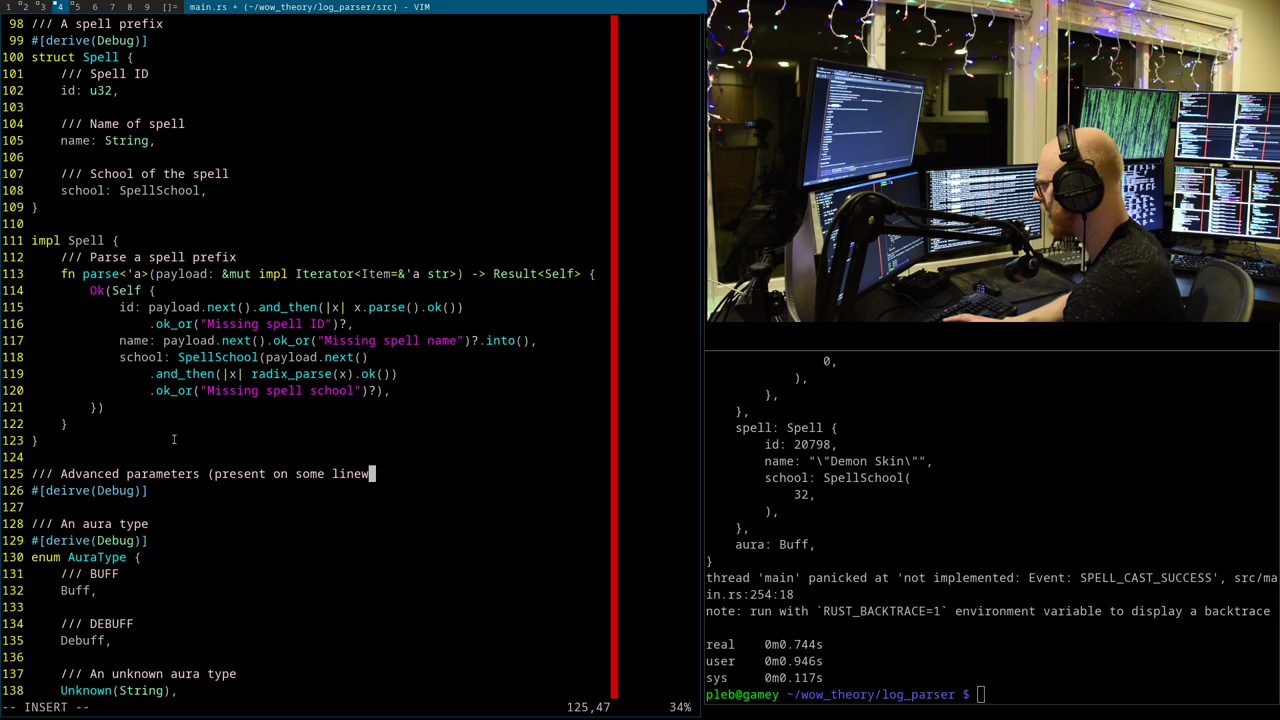 1 2 3 4 5 6 7 8 9 []= main.rs + (~/wow_theory/log_parser/src) - VIM
98 /// A spell prefix
99 #[derive(Debug)]
100 struct Spell {
101     /// Spell ID
102     id: u32,
103
104     /// Name of spell
105     name: String,
106
107     /// School of the spell
108     school: SpellSchool,
109 }
110
111 impl Spell {
112     /// Parse a spell prefix
113     fn parse<'a>(payload: &mut impl Iterator<Item=&'a str>) -> Result<Self> {
114         Ok(Self {
115             id: payload.next().and_then(|x| x.parse().ok())
116                 .ok_or("Missing spell ID")?,
117             name: payload.next().ok_or("Missing spell name")?.into(),
118             school: SpellSchool(payload.next()
119                 .and_then(|x| radix_parse(x).ok())
120                 .ok_or("Missing spell school")?),
121         })
122     }
123 }
124
125 /// Advanced parameters (present on some linew
126 #[deirve(Debug)]
127
128 /// An aura type
129 #[derive(Debug)]
130 enum AuraType {
131     /// BUFF
132     Buff,
133
134     /// DEBUFF
135     Debuff,
136
137     /// An unknown aura type
138     Unknown(String),
-- INSERT -- 125,47 34%
0,
),
},
},
spell: Spell {
id: 20798,
name: "\"Demon Skin\"",
school: SpellSchool(
32,
),
},
aura: Buff,
}
thread 'main' panicked at 'not implemented: Event: SPELL_CAST_SUCCESS', src/ma
in.rs:254:18
note: run with `RUST_BACKTRACE=1` environment variable to display a backtrace
real 0m0.744s
user 0m0.946s
sys 0m0.117s
pleb@gamey ~/wow_theory/log_parser $